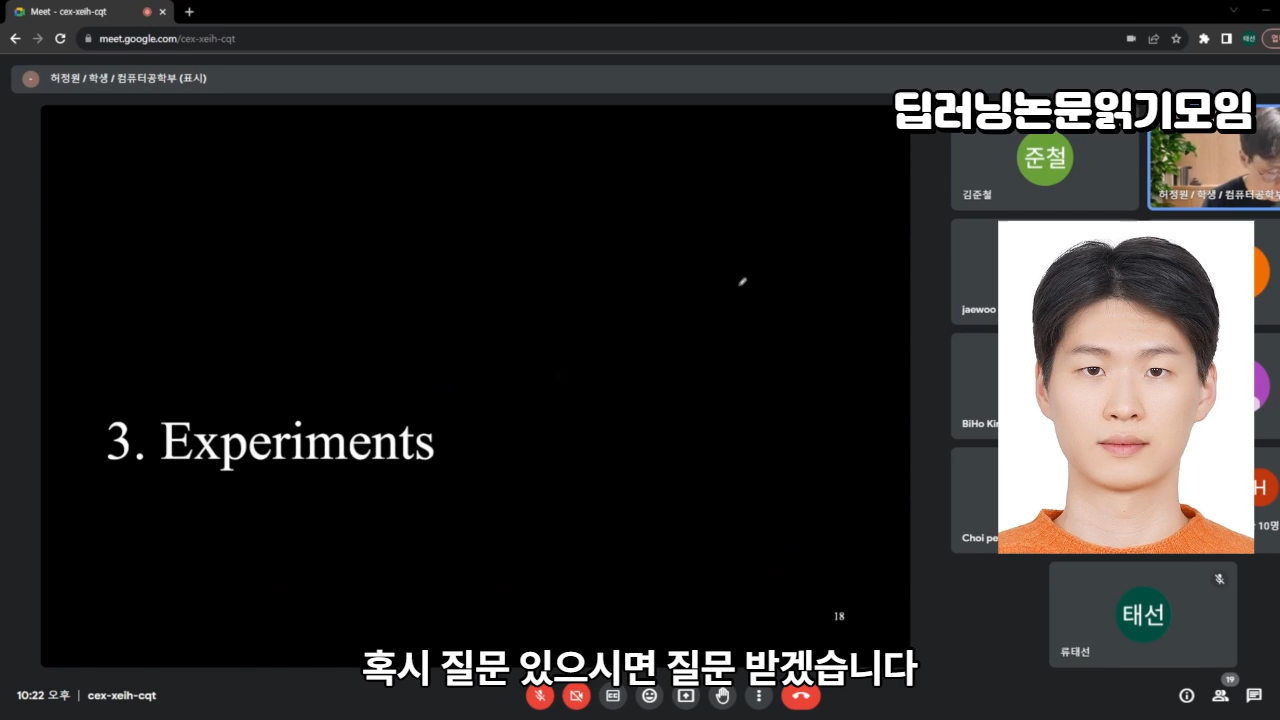 Meet - cex-xeih-cqt
meet.google.com/cex-xeih-cqt
태선
허정원 / 학생 / 컴퓨터공학부 (표시)
딥러닝논문읽기모임
준철
김준철
허정원 / 학생 / 컴퓨터공학부
jaewoo
BiHo
H
Choi
10명
3. Experiments
18
태선
류태선
혹시 질문 있으시면 질문 받겠습니다
10:22 오후 | cex-xeih-cqt
19